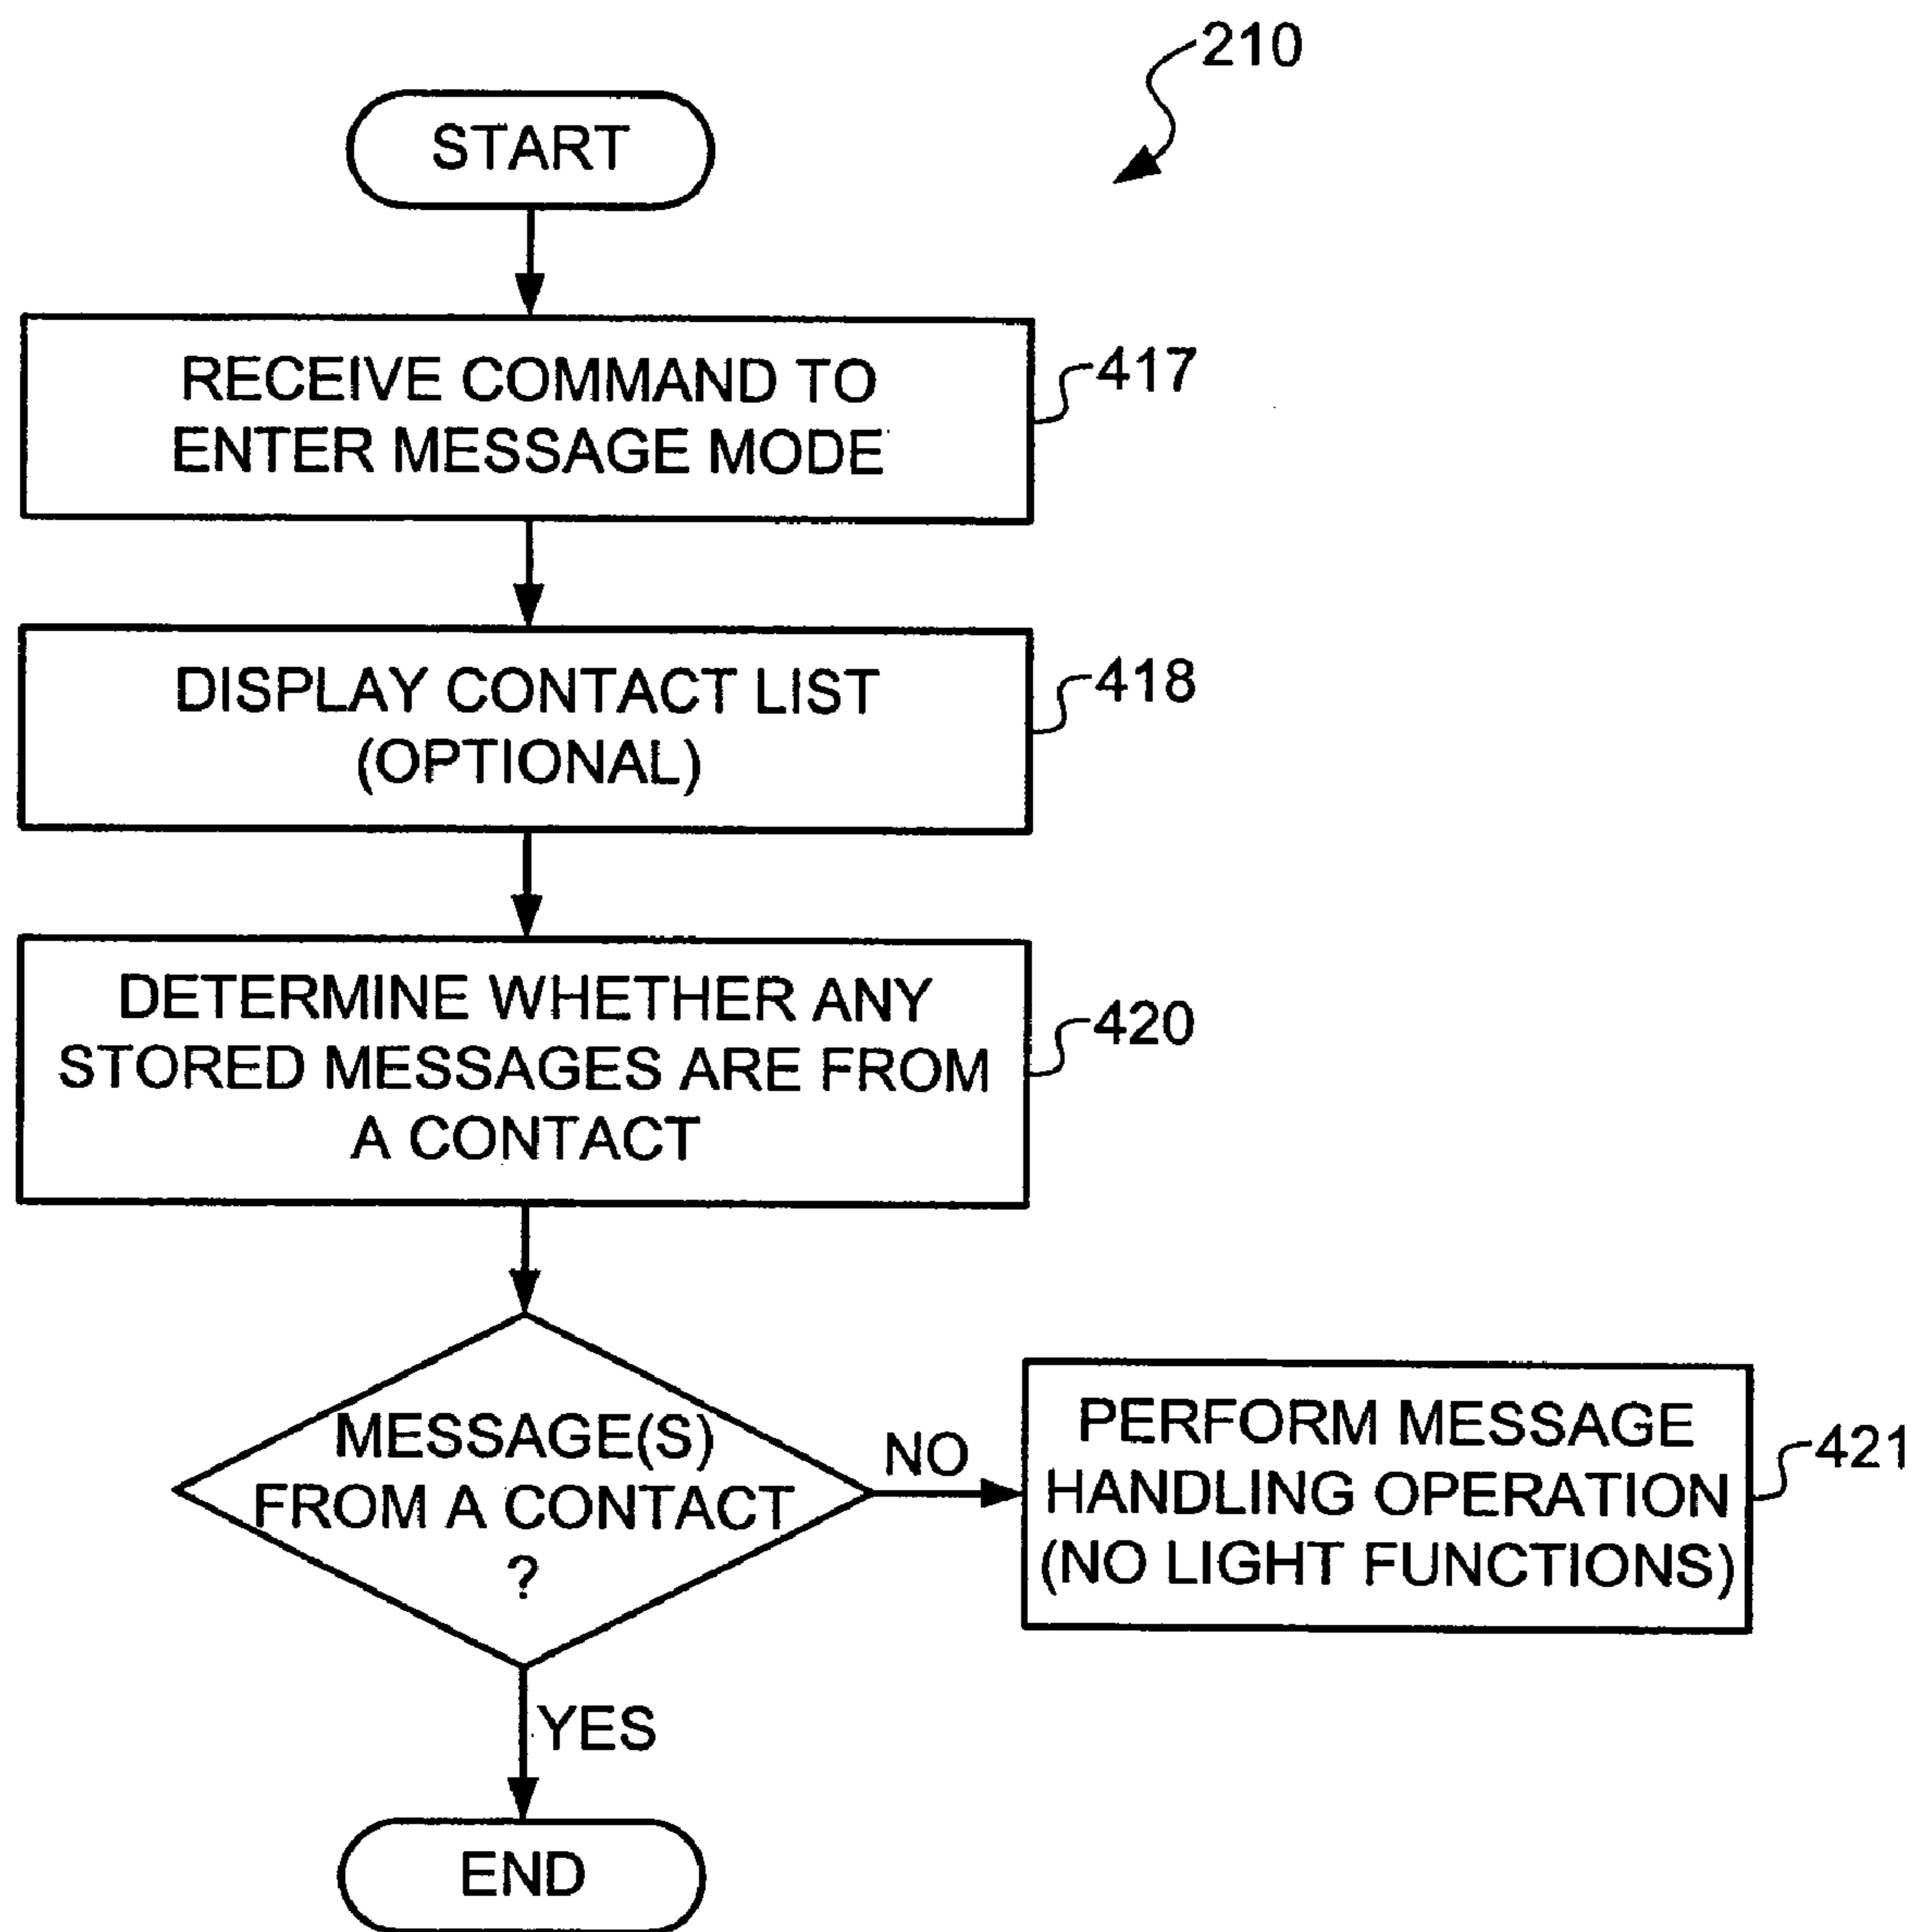 210
START
RECEIVE COMMAND TO
ENTER MESSAGE MODE
417
DISPLAY CONTACT LIST
(OPTIONAL)
418
DETERMINE WHETHER ANY
STORED MESSAGES ARE FROM
A CONTACT
420
MESSAGE(S)
FROM A CONTACT
?
NO
PERFORM MESSAGE
HANDLING OPERATION
(NO LIGHT FUNCTIONS)
421
YES
END